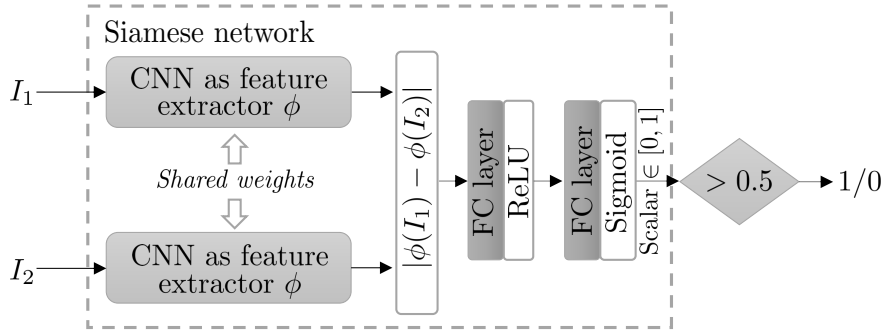 Siamese network
I₁
CNN as feature
extractor ϕ
Shared weights
I₂
CNN as feature
extractor ϕ
|ϕ(I₁) − ϕ(I₂)|
FC layer
ReLU
FC layer
Sigmoid
Scalar ∈ [0, 1]
> 0.5
1/0